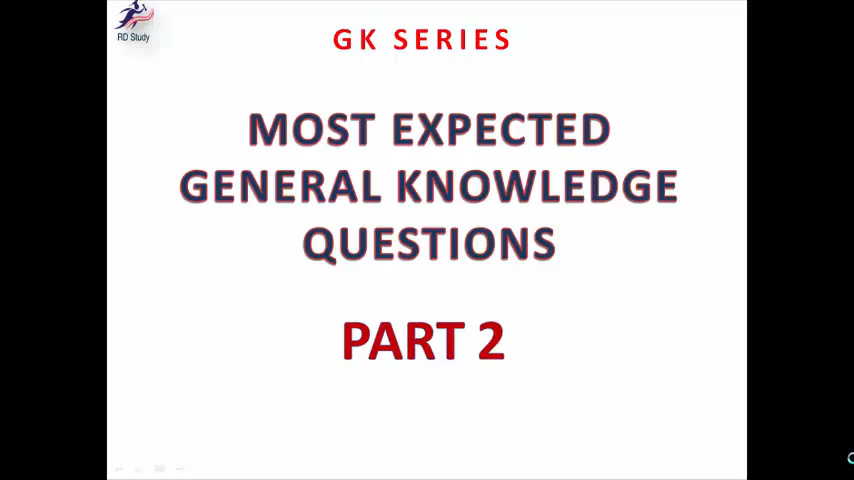 RD Study
GK SERIES
MOST EXPECTED
GENERAL KNOWLEDGE
QUESTIONS
PART 2